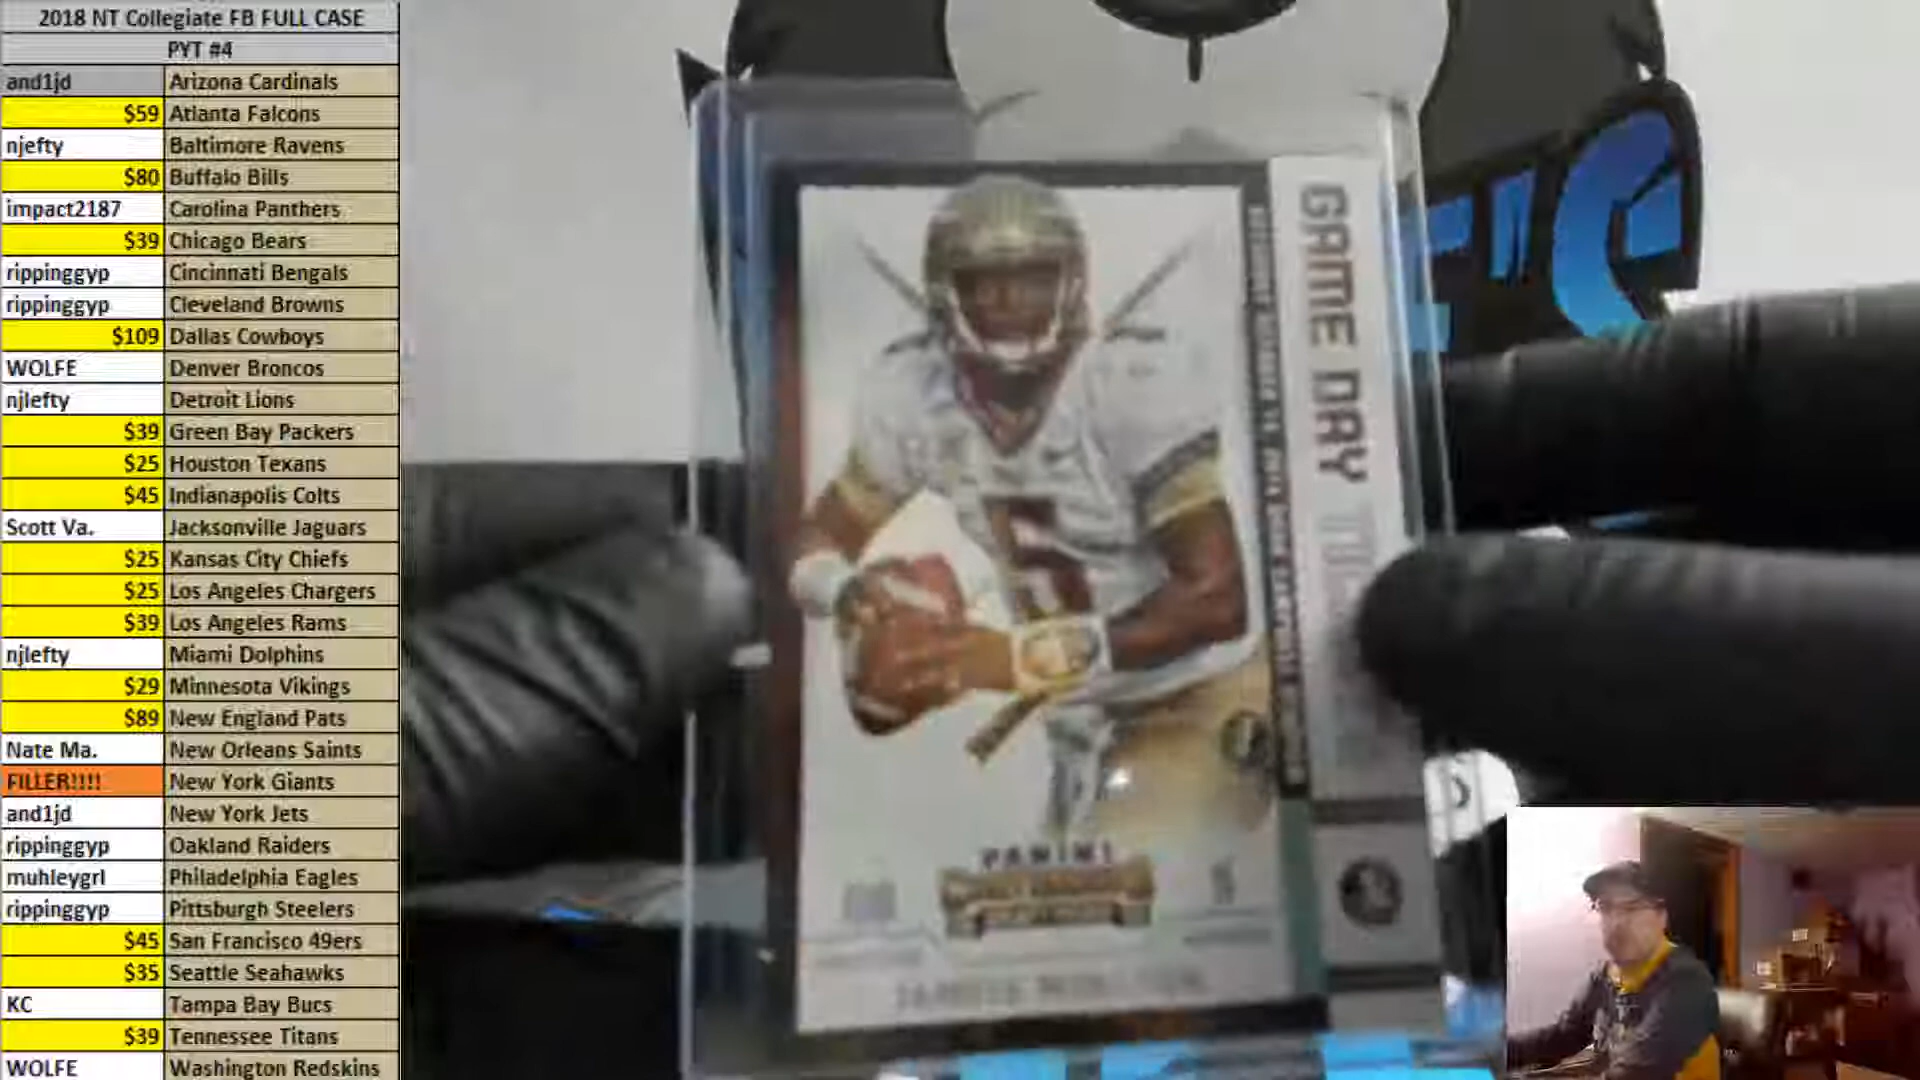 2018 NT Collegiate FB FULL CASE
PYT #4
and1jd Arizona Cardinals
$59 Atlanta Falcons
njefty Baltimore Ravens
$80 Buffalo Bills
impact2187 Carolina Panthers
$39 Chicago Bears
rippinggyp Cincinnati Bengals
rippinggyp Cleveland Browns
$109 Dallas Cowboys
WOLFE Denver Broncos
njlefty Detroit Lions
$39 Green Bay Packers
$25 Houston Texans
$45 Indianapolis Colts
Scott Va. Jacksonville Jaguars
$25 Kansas City Chiefs
$25 Los Angeles Chargers
$39 Los Angeles Rams
njlefty Miami Dolphins
$29 Minnesota Vikings
$89 New England Pats
Nate Ma. New Orleans Saints
FILLER!!!! New York Giants
and1jd New York Jets
rippinggyp Oakland Raiders
muhleygrl Philadelphia Eagles
rippinggyp Pittsburgh Steelers
$45 San Francisco 49ers
$35 Seattle Seahawks
KC Tampa Bay Bucs
$39 Tennessee Titans
WOLFE Washington Redskins
GAME DAY
5
PANINI